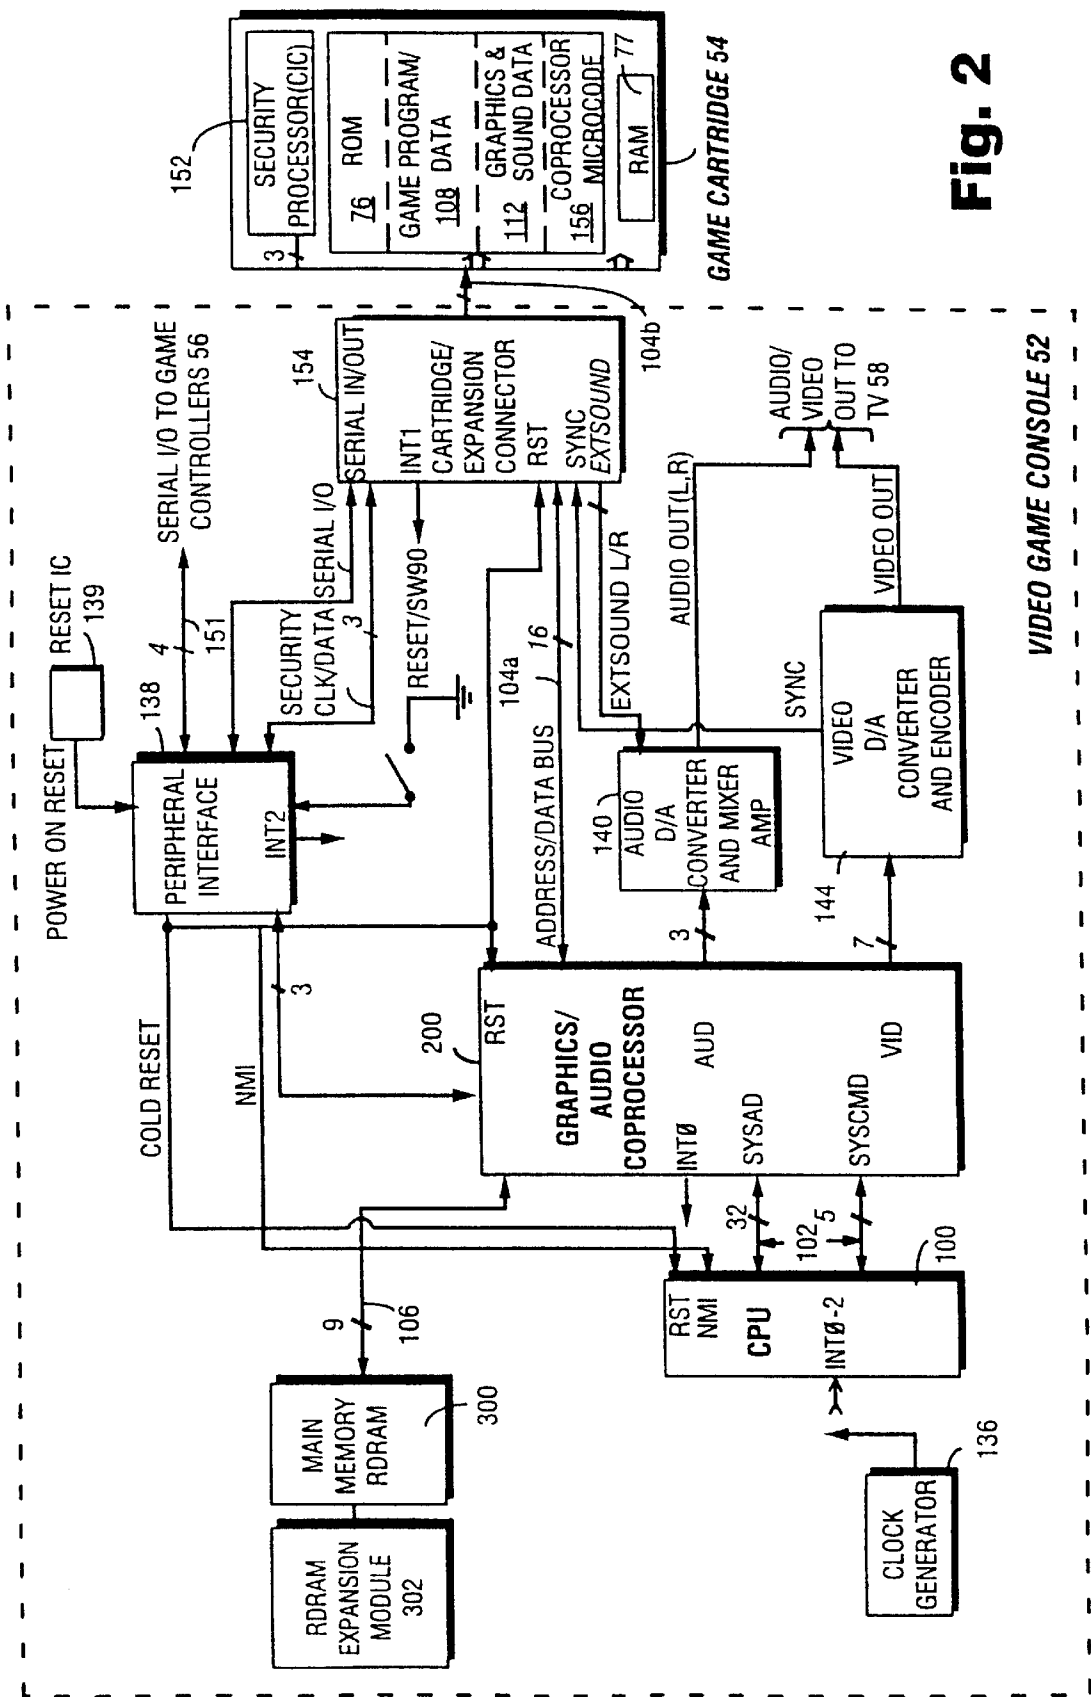 POWER ON RESET
RESET IC
139
138
PERIPHERAL
INTERFACE
INT2
4
151
SERIAL I/O TO GAME
CONTROLLERS 56
COLD RESET
NMI
3
SECURITY
CLK/DATA
SERIAL I/O
3
RESET/SW90
154
SERIAL IN/OUT
INT1
CARTRIDGE/
EXPANSION
CONNECTOR
RST
SYNC
EXTSOUND
104b
152
SECURITY
PROCESSOR(CIC)
3
ROM
76
GAME PROGRAM/
108 DATA
GRAPHICS &
112 SOUND DATA
COPROCESSOR
156 MICROCODE
RAM
77
GAME CARTRIDGE 54
RDRAM
EXPANSION
MODULE
302
MAIN
MEMORY
RDRAM
300
9
106
200
RST
GRAPHICS/
AUDIO
COPROCESSOR
INTØ
AUD
SYSAD
SYSCMD
VID
104a
ADDRESS/DATA BUS
16
EXTSOUND L/R
32
102
5
RST
NMI
CPU
INTØ-2
100
3
140
AUDIO
D/A
CONVERTER
AND MIXER
AMP
AUDIO OUT(L,R)
7
144
VIDEO
D/A
CONVERTER
AND ENCODER
SYNC
VIDEO OUT
AUDIO/
VIDEO
OUT TO
TV 58
CLOCK
GENERATOR
136
VIDEO GAME CONSOLE 52
Fig. 2